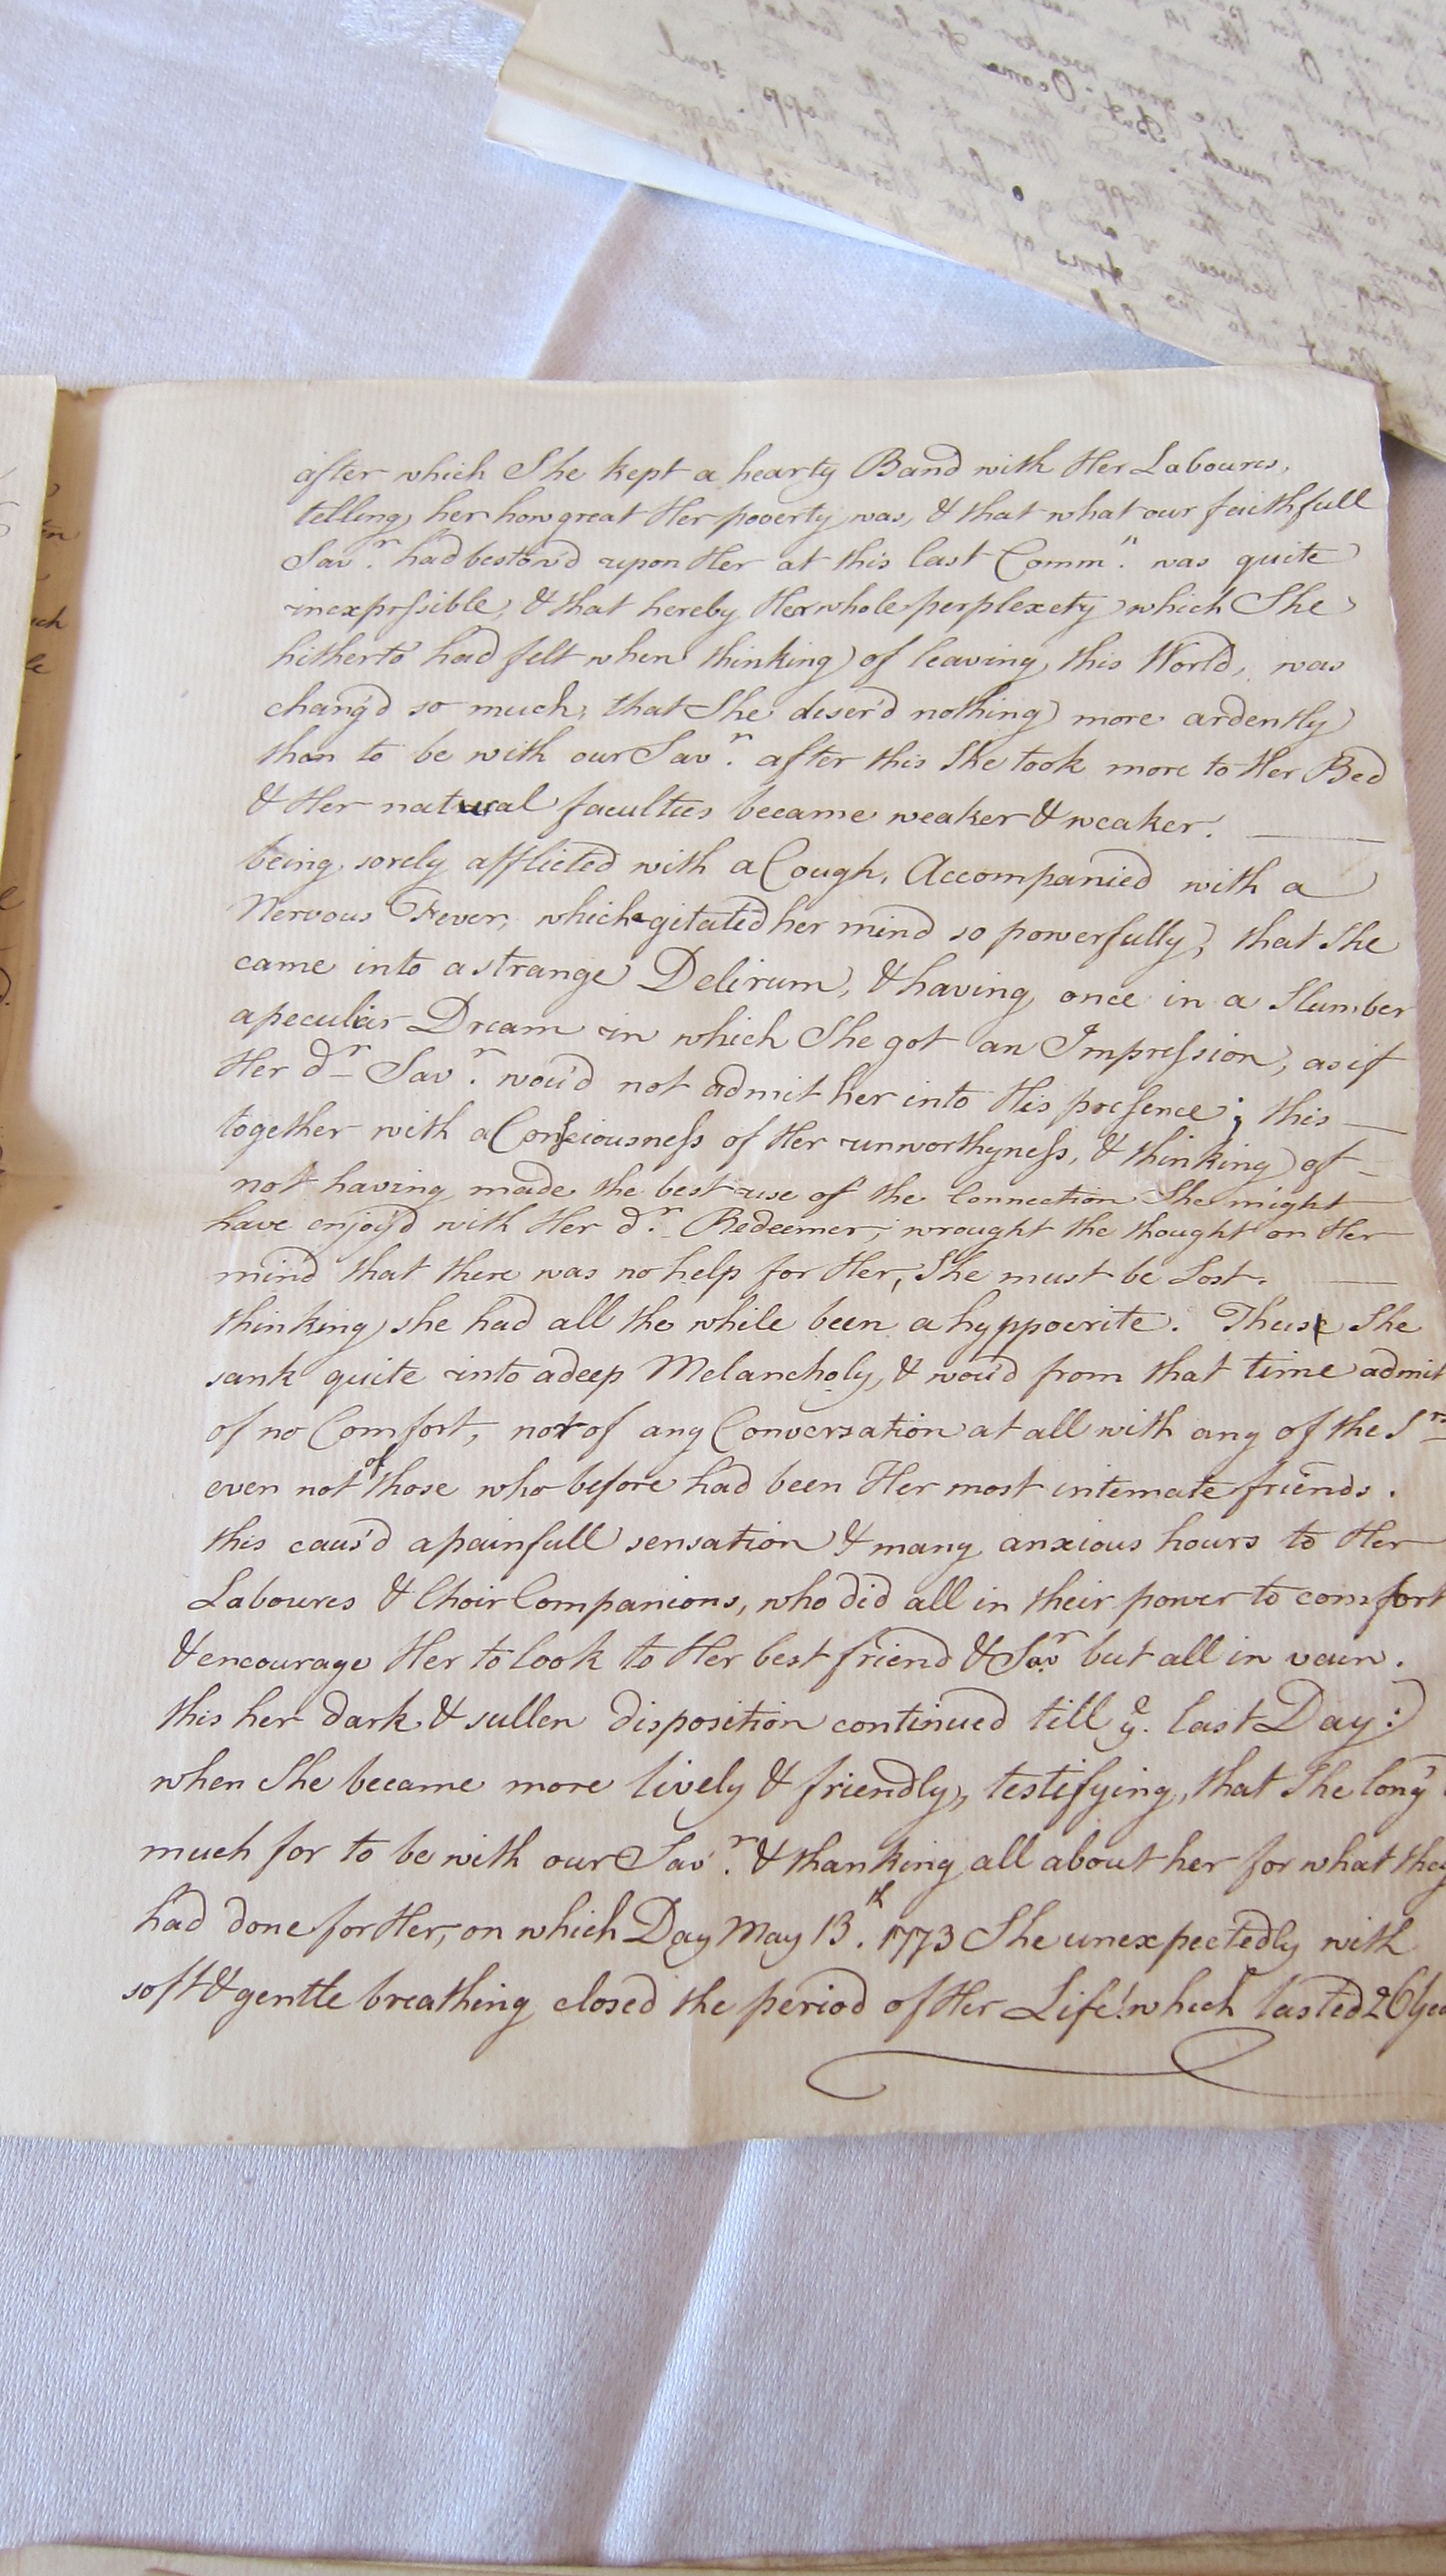 after which She kept a hearty Band with Her Laboures,
telling her how great Her poverty was, & that what our faithfull
Savr. had bestow'd upon Her at this last Commn. was quite
inexpressible, & that hereby Her whole perplexety which She
hitherto had felt when thinking of leaving this World, was
chang'd so much, that She diser'd nothing more ardently
than to be with our Savr. after this She took more to Her Bed
& Her natural faculties became weaker & weaker. —
being sorely afflicted with a Cough, Accompanied with a
Nervous Fever, which agitated her mind so powerfully, that She
came into a strange Delirum, & having once in a Slumber
a peculiar Dream in which She got an Impression, as if
Her dr. Savr. wou'd not admit her into His presence; this —
together with a Consciousness of Her unworthyness, & thinking of —
not having made the best use of the Connection She might
have enjoy'd with Her dr. Redeemer, wrought the thought on Her
mind that there was no help for Her, She must be Lost. —
thinking she had all the while been a hyppocrite. Thus She
sank quite into a deep Melancholy, & wou'd from that time admit
of no Comfort, nor of any Conversation at all with any of the Srs
even not of those who before had been Her most intemate friends.
this caus'd a painfull sensation & many anxious hours to Her
Laboures & Choir Companions, who did all in their power to comfort
& encourage Her to look to Her best friend & Savr but all in vain.
this her dark & sullen disposition continued till ye. last Day:
when She became more lively & friendly, testifying, that She long'
much for to be with our Savr. & thanking all about her for what they
had done for Her, on which Day May 13th. 1773 She unexpectedly with
soft & gentle breathing closed the period of Her Life! which lasted 26 Yea